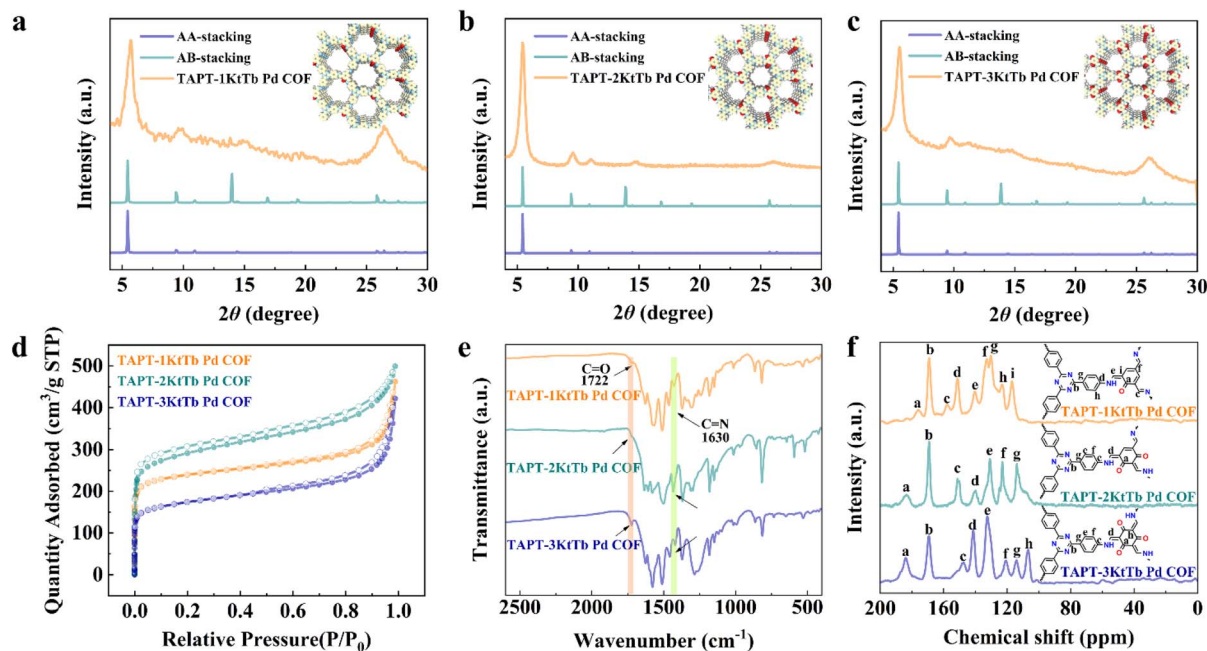 a
AA-stacking
AB-stacking
TAPT-1KtTb Pd COF
Intensity (a.u.)
5 10 15 20 25 30
2θ (degree)
b
AA-stacking
AB-stacking
TAPT-2KtTb Pd COF
Intensity (a.u.)
5 10 15 20 25 30
2θ (degree)
c
AA-stacking
AB-stacking
TAPT-3KtTb Pd COF
Intensity (a.u.)
5 10 15 20 25 30
2θ (degree)
d
TAPT-1KtTb Pd COF
TAPT-2KtTb Pd COF
TAPT-3KtTb Pd COF
Quantity Adsorbed (cm³/g STP)
500
400
300
200
100
0
0.0 0.2 0.4 0.6 0.8 1.0
Relative Pressure(P/P₀)
e
C=O
1722
TAPT-1KtTb Pd COF
C=N
1630
TAPT-2KtTb Pd COF
TAPT-3KtTb Pd COF
Transmittance (a.u.)
2600 2000 1500 1000 500
Wavenumber (cm⁻¹)
f
a b c d e f g h i
TAPT-1KtTb Pd COF
a b c d e f g
TAPT-2KtTb Pd COF
a b c d e f g h
TAPT-3KtTb Pd COF
Intensity (a.u.)
200 160 120 80 40 0
Chemical shift (ppm)